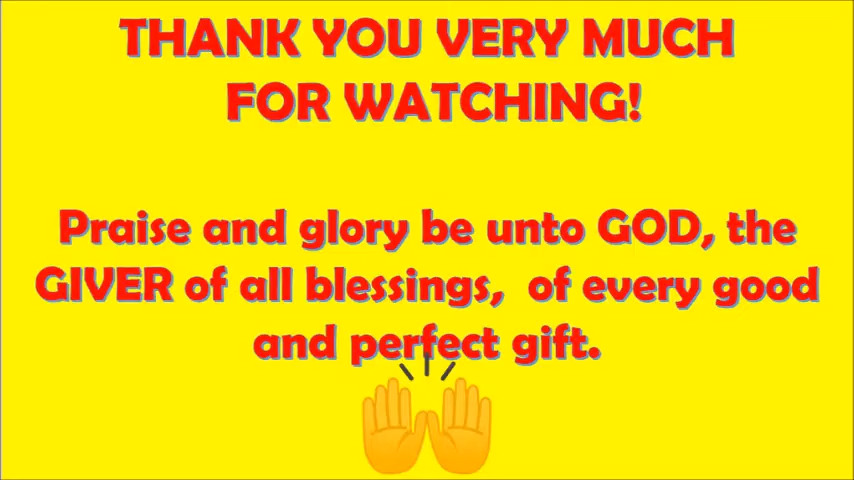 THANK YOU VERY MUCH
FOR WATCHING!
Praise and glory be unto GOD, the
GIVER of all blessings, of every good
and perfect gift.